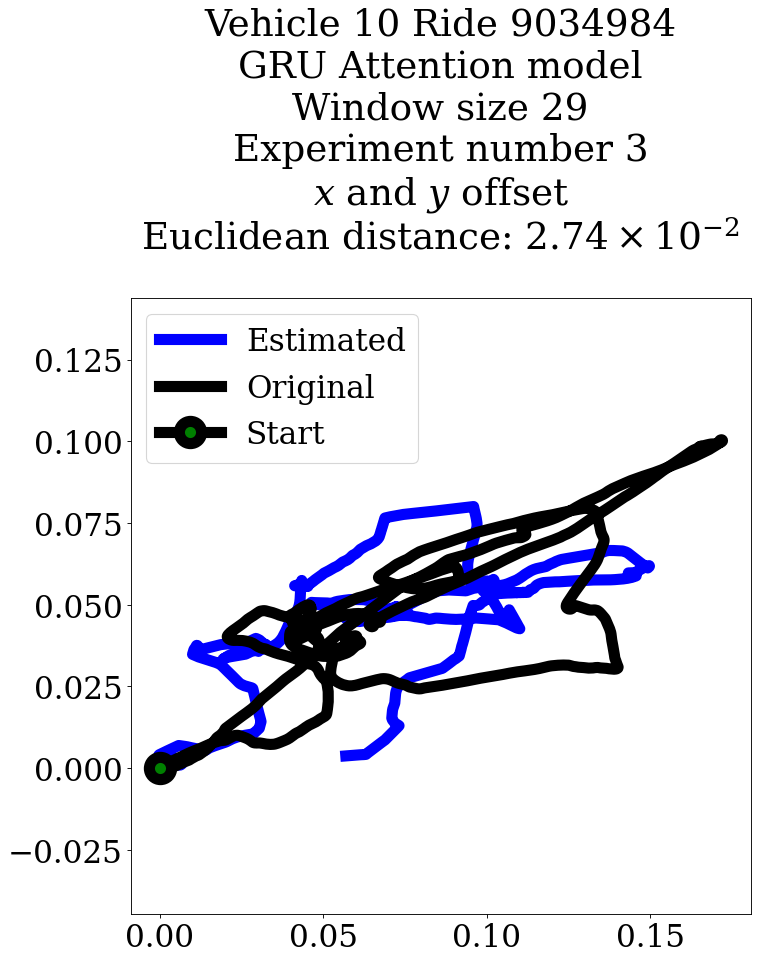 Vehicle 10 Ride 9034984
GRU Attention model
Window size 29
Experiment number 3
x and y offset
Euclidean distance: 2.74 × 10⁻²
Estimated
Original
Start
0.125
0.100
0.075
0.050
0.025
0.000
−0.025
0.00 0.05 0.10 0.15